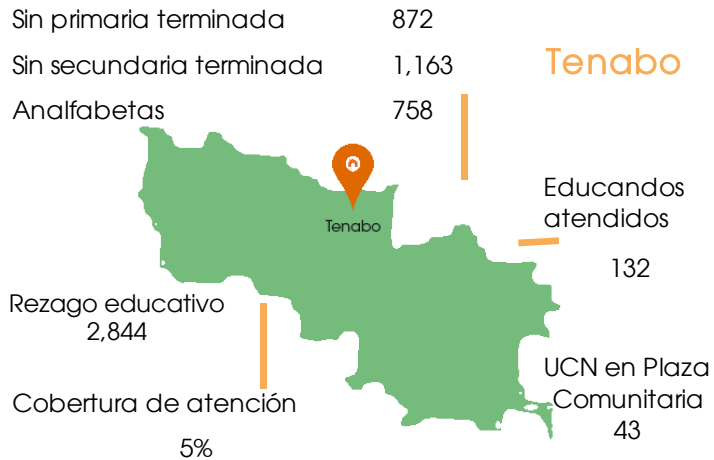 Sin primaria terminada 872
Sin secundaria terminada 1,163
Tenabo
Analfabetas 758
Tenabo
Educandos
atendidos
132
Rezago educativo
2,844
Cobertura de atención
5%
UCN en Plaza
Comunitaria
43